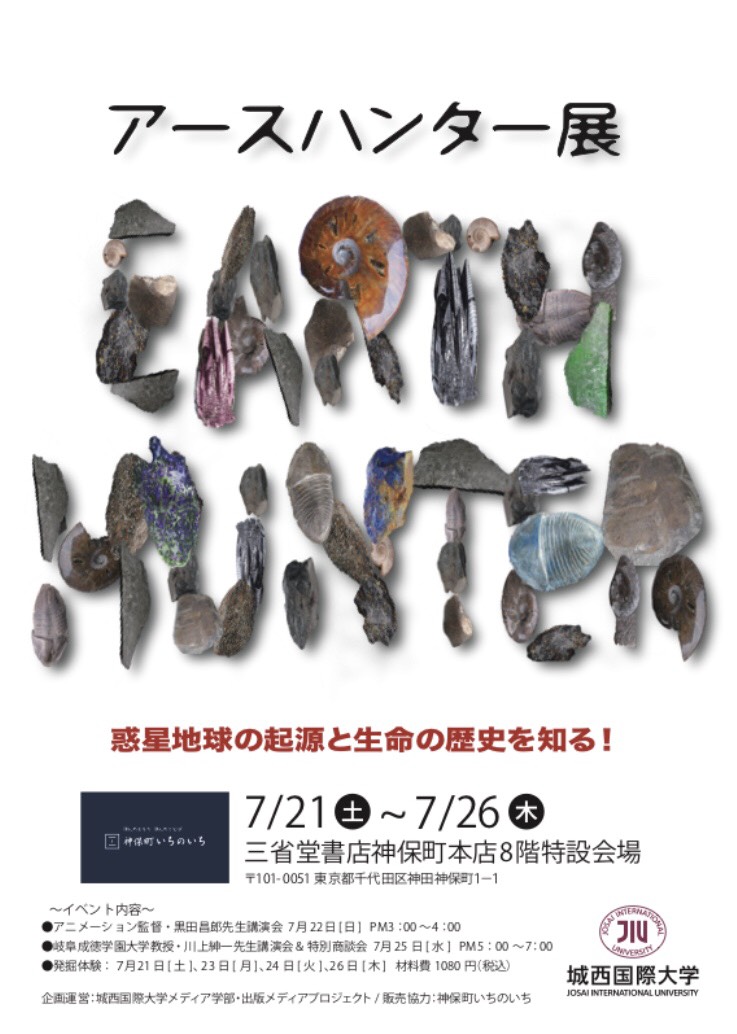 アースハンター展
EARTH
HUNTER
惑星地球の起源と生命の歴史を知る!
神保町いちのいち
7/21土~7/26木
三省堂書店神保町本店8階特設会場
〒101-0051 東京都千代田区神田神保町1-1
~イベント内容~
●アニメーション監督・黒田昌郎先生講演会 7月22日[日] PM3:00~4:00
●岐阜成徳学園大学教授・川上紳一先生講演会&特別商談会 7月25日[水] PM5:00~7:00
●発掘体験:7月21日[土]、23日[月]、24日[火]、26日[木] 材料費1080円(税込)
企画運営:城西国際大学メディア学部・出版メディアプロジェクト/販売協力:神保町いちのいち
JOSAI INTERNATIONAL
JIU
UNIVERSITY
城西国際大学
JOSAI INTERNATIONAL UNIVERSITY